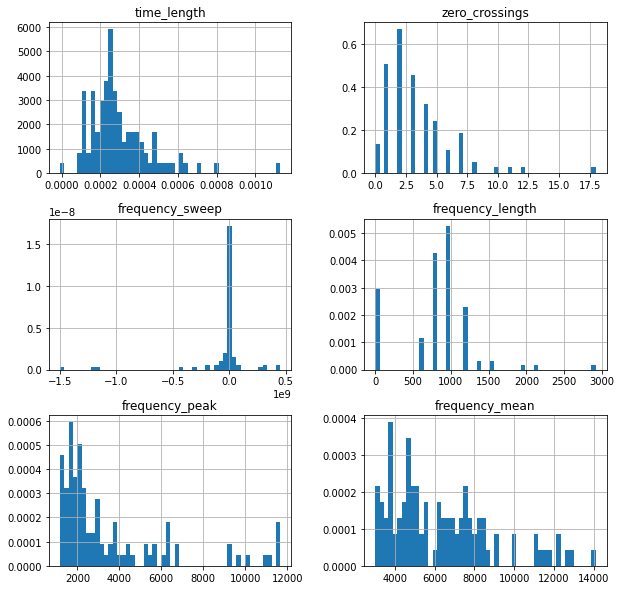 time_length
6000
5000
4000
3000
2000
1000
0
0.0000 0.0002 0.0004 0.0006 0.0008 0.0010
zero_crossings
0.6
0.4
0.2
0.0
0.0 2.5 5.0 7.5 10.0 12.5 15.0 17.5
frequency_sweep
1e−8
1.5
1.0
0.5
0.0
−1.5 −1.0 −0.5 0.0 0.5
1e9
frequency_length
0.005
0.004
0.003
0.002
0.001
0.000
0 500 1000 1500 2000 2500 3000
frequency_peak
0.0006
0.0005
0.0004
0.0003
0.0002
0.0001
0.0000
2000 4000 6000 8000 10000 12000
frequency_mean
0.0004
0.0003
0.0002
0.0001
0.0000
4000 6000 8000 10000 12000 14000